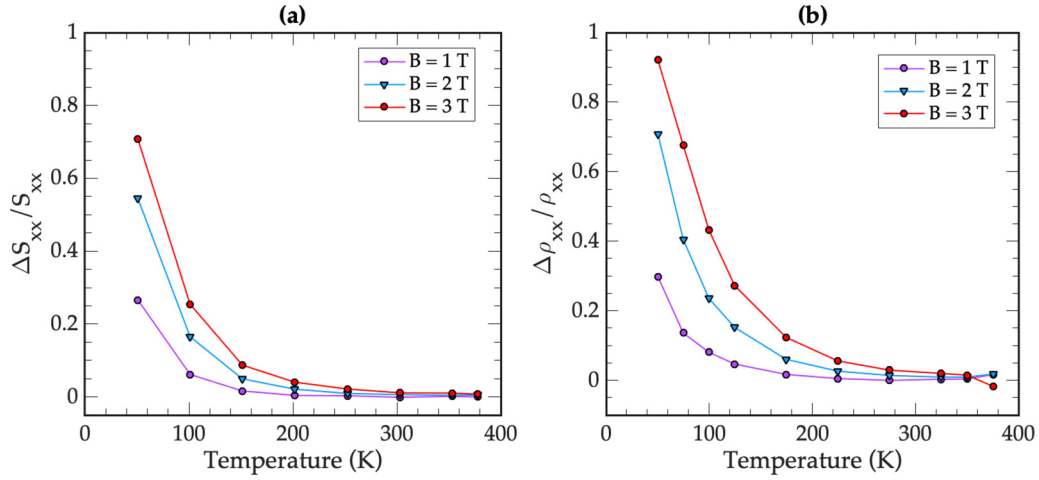 (a)
1
0.8
0.6
0.4
0.2
0
ΔS_xx/S_xx
B = 1 T
B = 2 T
B = 3 T
0
100
200
300
400
Temperature (K)
(b)
1
0.8
0.6
0.4
0.2
0
Δρ_xx/ρ_xx
B = 1 T
B = 2 T
B = 3 T
0
100
200
300
400
Temperature (K)